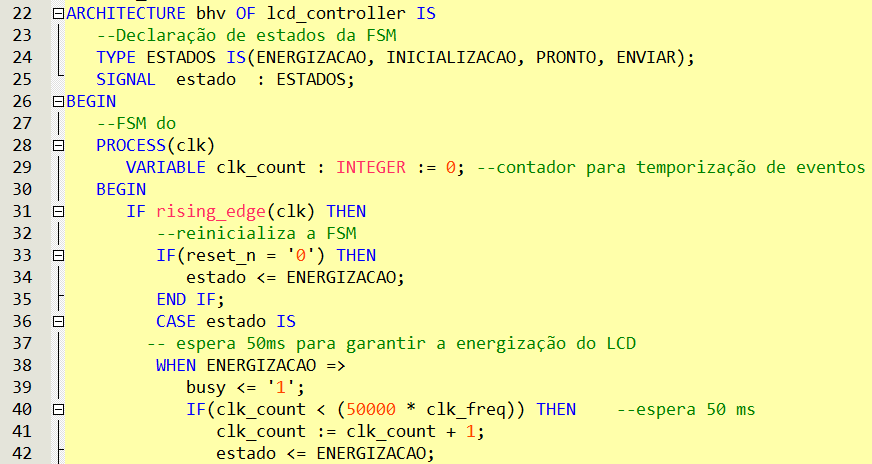 22 ARCHITECTURE bhv OF lcd_controller IS
23 --Declaração de estados da FSM
24 TYPE ESTADOS IS(ENERGIZACAO, INICIALIZACAO, PRONTO, ENVIAR);
25 SIGNAL  estado  : ESTADOS;
26 BEGIN
27 --FSM do
28 PROCESS(clk)
29 VARIABLE clk_count : INTEGER := 0; --contador para temporização de eventos
30 BEGIN
31 IF rising_edge(clk) THEN
32 --reinicializa a FSM
33 IF(reset_n = '0') THEN
34 estado <= ENERGIZACAO;
35 END IF;
36 CASE estado IS
37 -- espera 50ms para garantir a energização do LCD
38 WHEN ENERGIZACAO =>
39 busy <= '1';
40 IF(clk_count < (50000 * clk_freq)) THEN    --espera 50 ms
41 clk_count := clk_count + 1;
42 estado <= ENERGIZACAO;